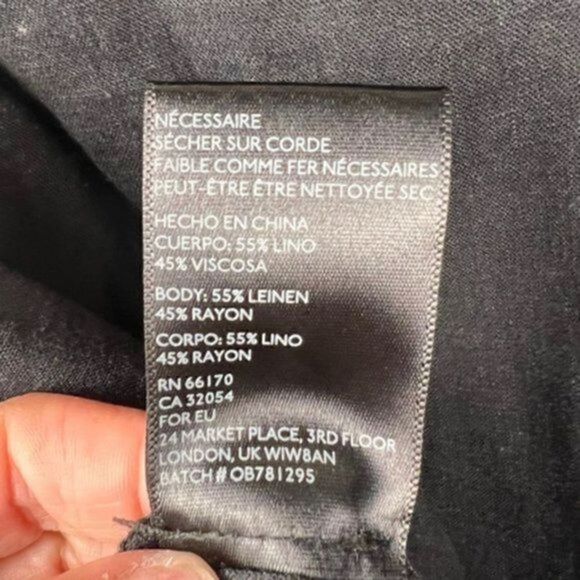 NÉCESSAIRE
SÉCHER SUR CORDE
FAIBLE COMME FER NÉCESSAIRES
PEUT-ÊTRE ÊTRE NETTOYÉE SEC
HECHO EN CHINA
CUERPO: 55% LINO
45% VISCOSA
BODY: 55% LEINEN
45% RAYON
CORPO: 55% LINO
45% RAYON
RN 66170
CA 32054
FOR EU
24 MARKET PLACE, 3RD FLOOR
LONDON, UK WIW8AN
BATCH # OB781295